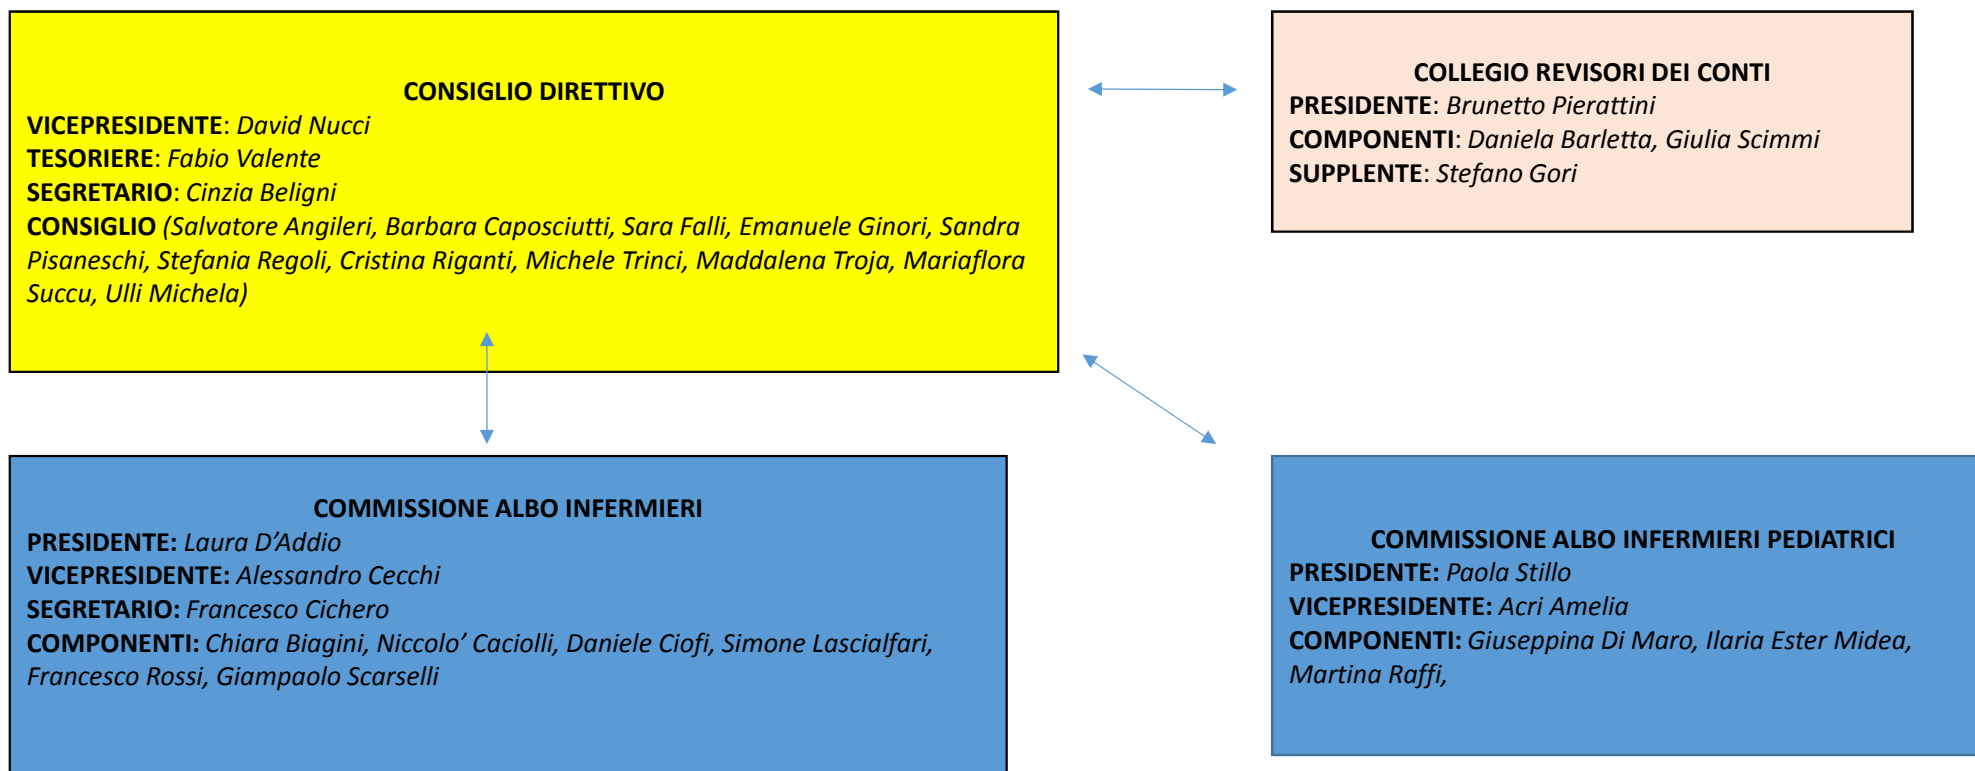 CONSIGLIO DIRETTIVO
VICEPRESIDENTE: David Nucci
TESORIERE: Fabio Valente
SEGRETARIO: Cinzia Beligni
CONSIGLIO (Salvatore Angileri, Barbara Caposciutti, Sara Falli, Emanuele Ginori, Sandra
Pisaneschi, Stefania Regoli, Cristina Riganti, Michele Trinci, Maddalena Troja, Mariaflora
Succu, Ulli Michela)
COLLEGIO REVISORI DEI CONTI
PRESIDENTE: Brunetto Pierattini
COMPONENTI: Daniela Barletta, Giulia Scimmi
SUPPLENTE: Stefano Gori
COMMISSIONE ALBO INFERMIERI
PRESIDENTE: Laura D’Addio
VICEPRESIDENTE: Alessandro Cecchi
SEGRETARIO: Francesco Cichero
COMPONENTI: Chiara Biagini, Niccolo’ Caciolli, Daniele Ciofi, Simone Lascialfari,
Francesco Rossi, Giampaolo Scarselli
COMMISSIONE ALBO INFERMIERI PEDIATRICI
PRESIDENTE: Paola Stillo
VICEPRESIDENTE: Acri Amelia
COMPONENTI: Giuseppina Di Maro, Ilaria Ester Midea,
Martina Raffi,